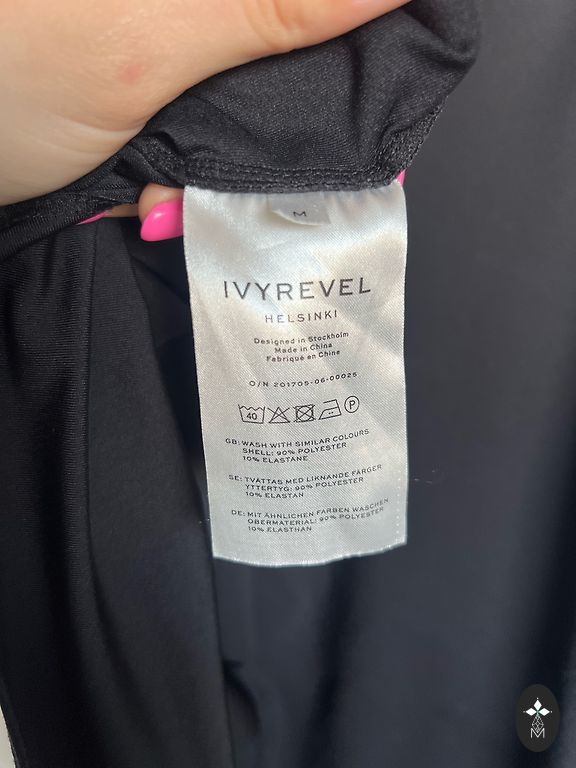 M
IVYREVEL
HELSINKI
Designed in Stockholm
Made in China
Fabriqué en Chine
O/N 201705-06-00025
40 P
GB: WASH WITH SIMILAR COLOURS
SHELL: 90% POLYESTER
10% ELASTANE
SE: TVÄTTAS MED LIKNANDE FÄRGER
YTTERTYG: 90% POLYESTER
10% ELASTAN
DE: MIT ÄHNLICHEN FARBEN WASCHEN
OBERMATERIAL: 90% POLYESTER
10% ELASTHAN
M